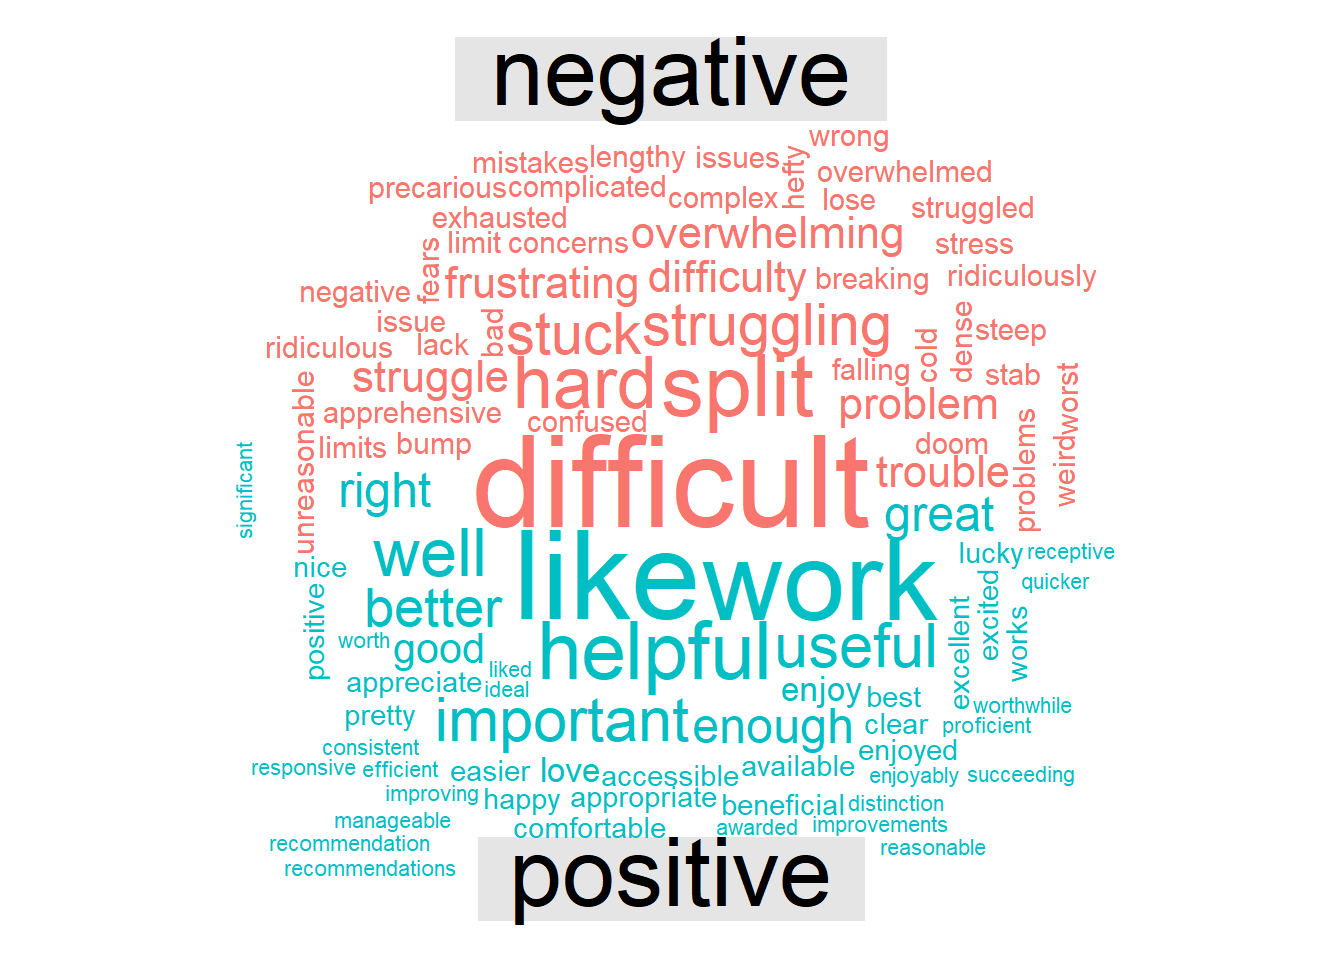 negative
wrong
mistakes lengthy issues hefty overwhelmed
precarious complicated complex lose struggled
exhausted
limit concerns overwhelming stress
fears frustrating difficulty breaking ridiculously
negative
issue bad stuck struggling cold dense steep
ridiculous lack
struggle hard split falling stab
unreasonable apprehensive confused problem problems weird worst
limits bump difficult doom
trouble
significant right great
well like work lucky receptive
nice quicker
positive better helpful useful excellent excited works
worth good liked
appreciate ideal enjoy best worthwhile
pretty important enough clear proficient
consistent enjoyed
responsive efficient easier love accessible available enjoyably succeeding
improving happy appropriate beneficial distinction
manageable comfortable awarded improvements
recommendation reasonable
recommendations
positive